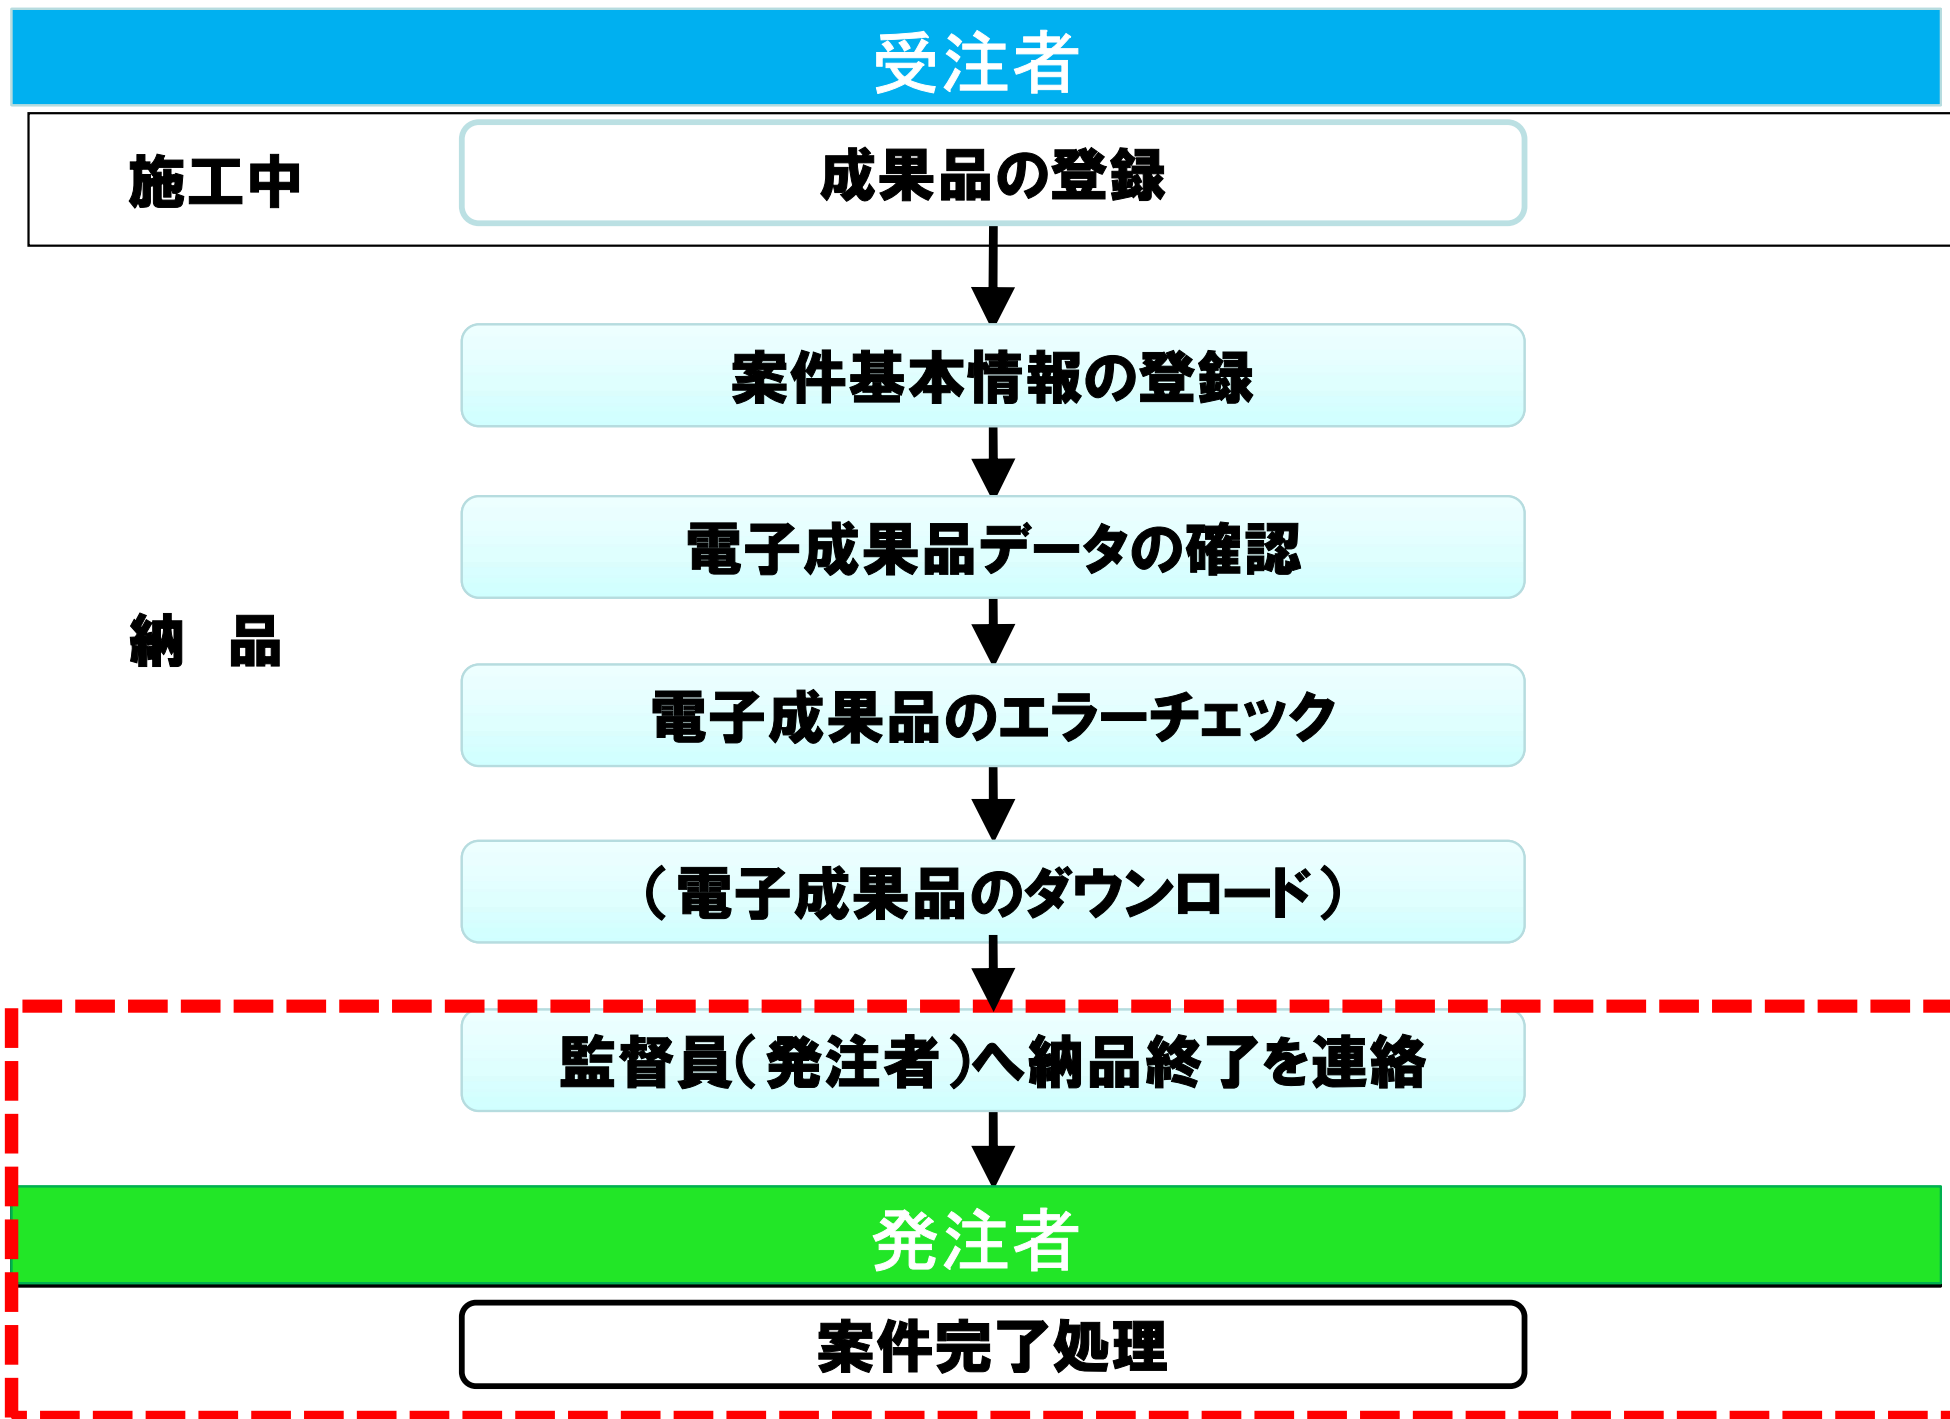 受注者
施工中
成果品の登録
案件基本情報の登録
電子成果品データの確認
納　品
電子成果品のエラーチェック
（電子成果品のダウンロード）
監督員（発注者）へ納品終了を連絡
発注者
案件完了処理